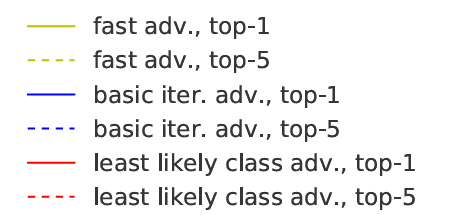 fast adv., top-1
fast adv., top-5
basic iter. adv., top-1
basic iter. adv., top-5
least likely class adv., top-1
least likely class adv., top-5